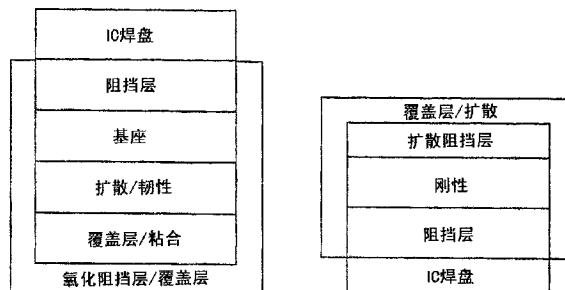 IC焊盘
阻挡层
基座
扩散/韧性
覆盖层/粘合
氧化阻挡层/覆盖层
覆盖层/扩散
扩散阻挡层
刚性
阻挡层
IC焊盘